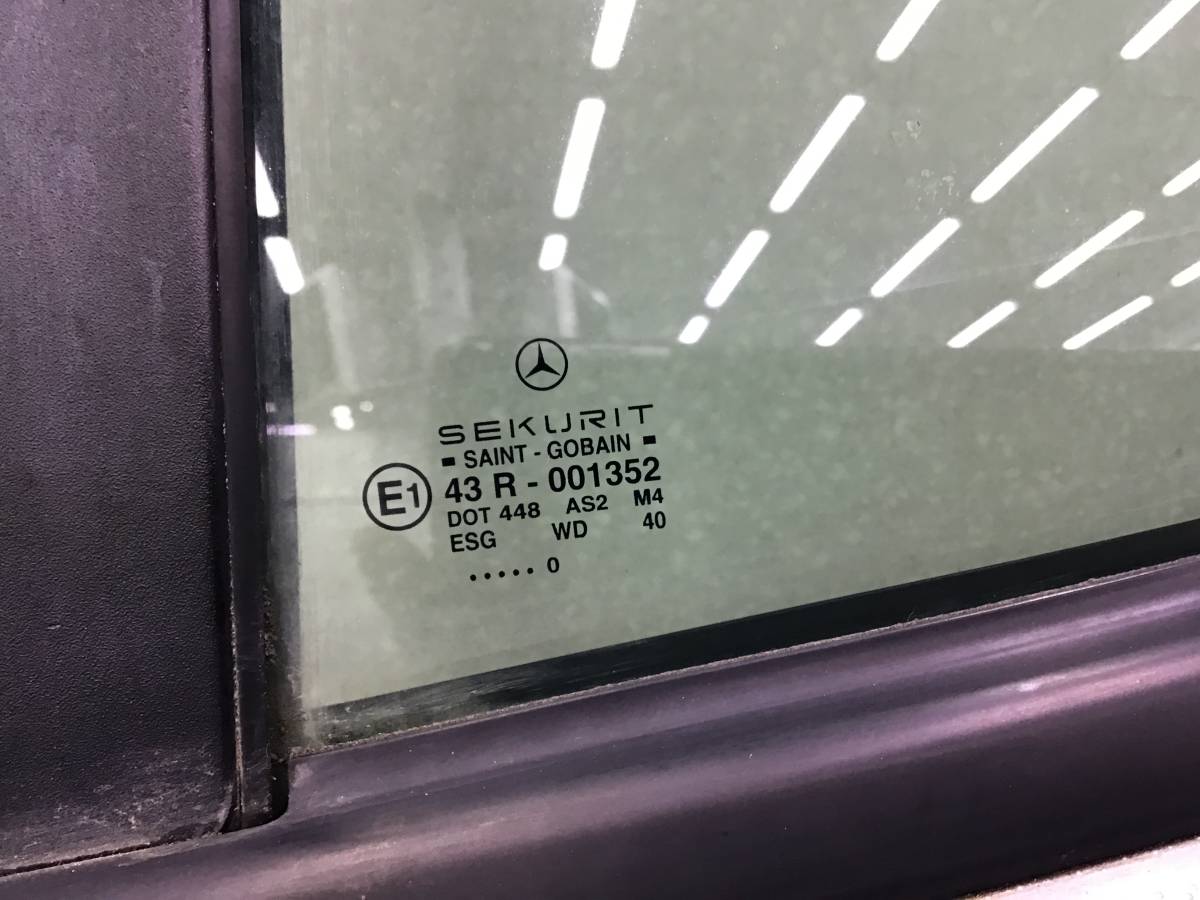 SEKURIT
▪ SAINT - GOBAIN ▪
E1 43 R - 001352
DOT 448 AS2 M4
ESG WD 40
. . . . . 0